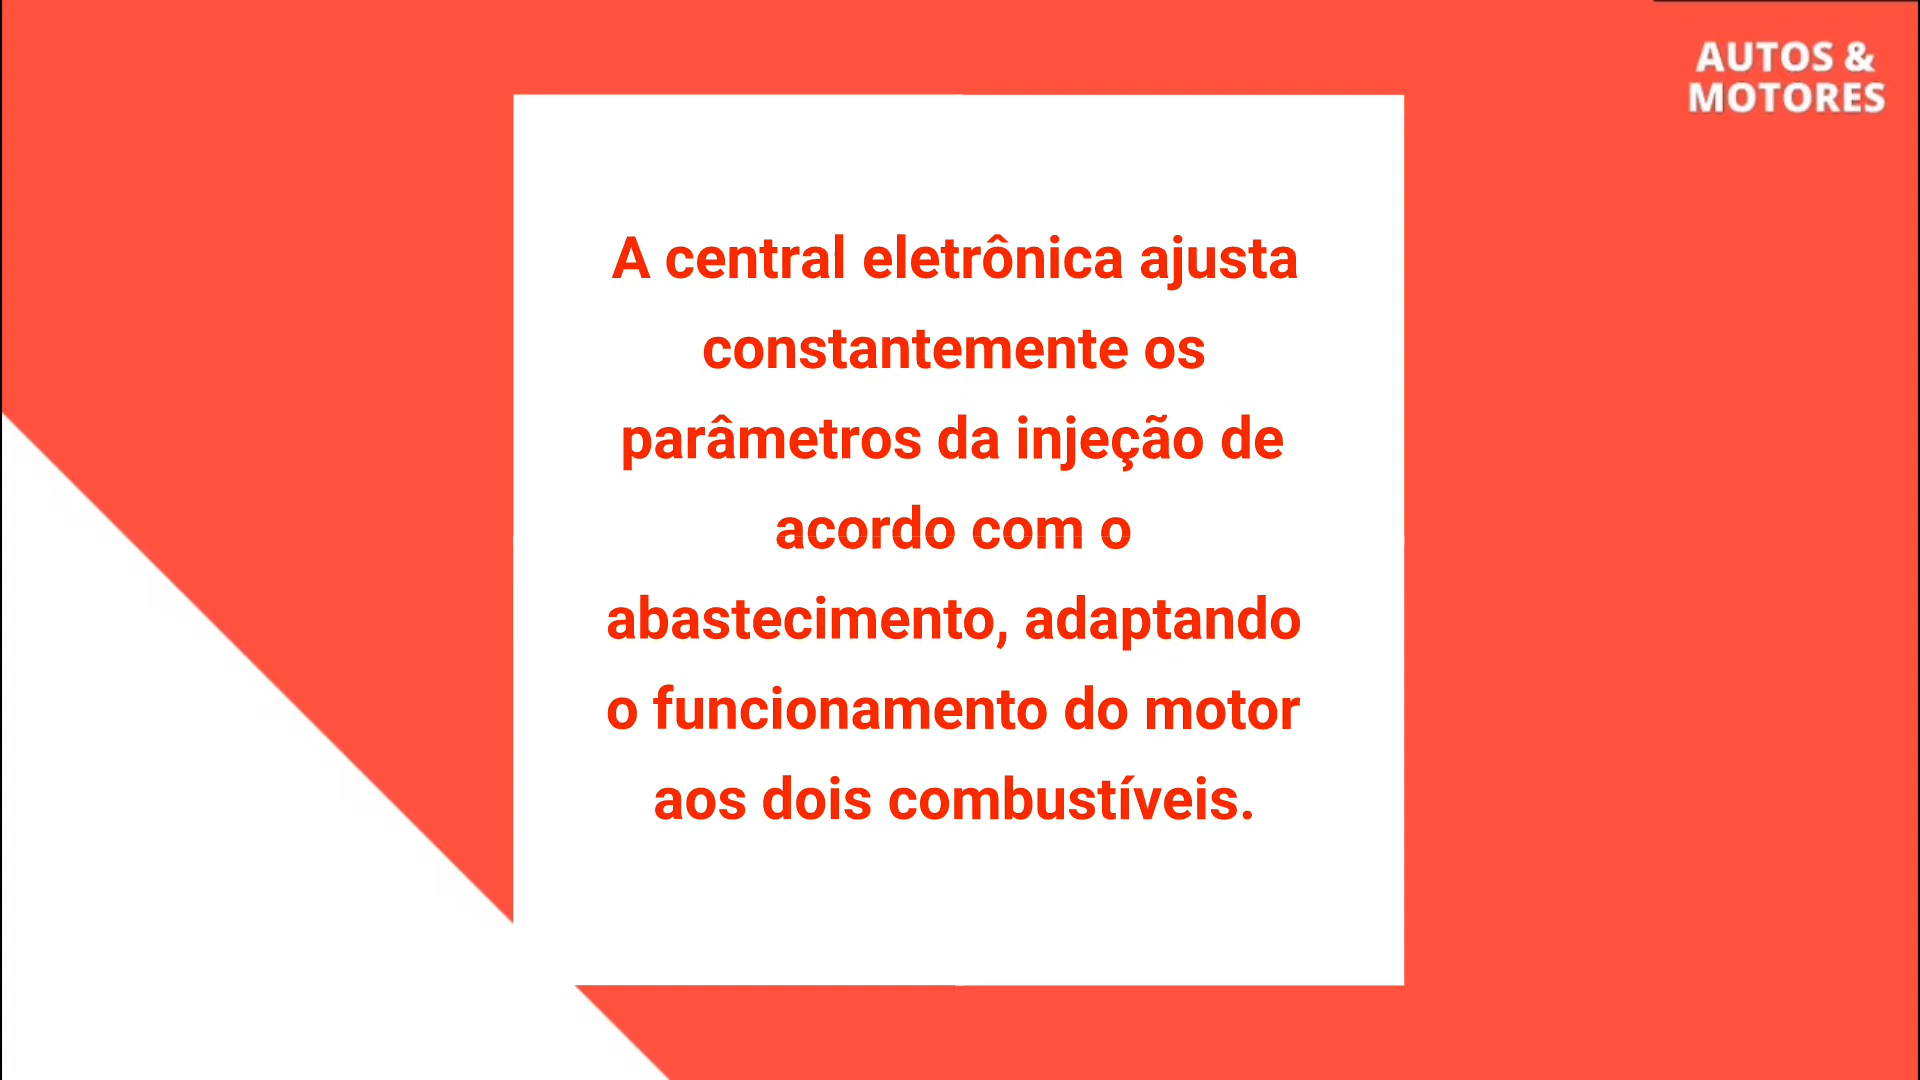 AUTOS &
MOTORES
A central eletrônica ajusta
constantemente os
parâmetros da injeção de
acordo com o
abastecimento, adaptando
o funcionamento do motor
aos dois combustíveis.